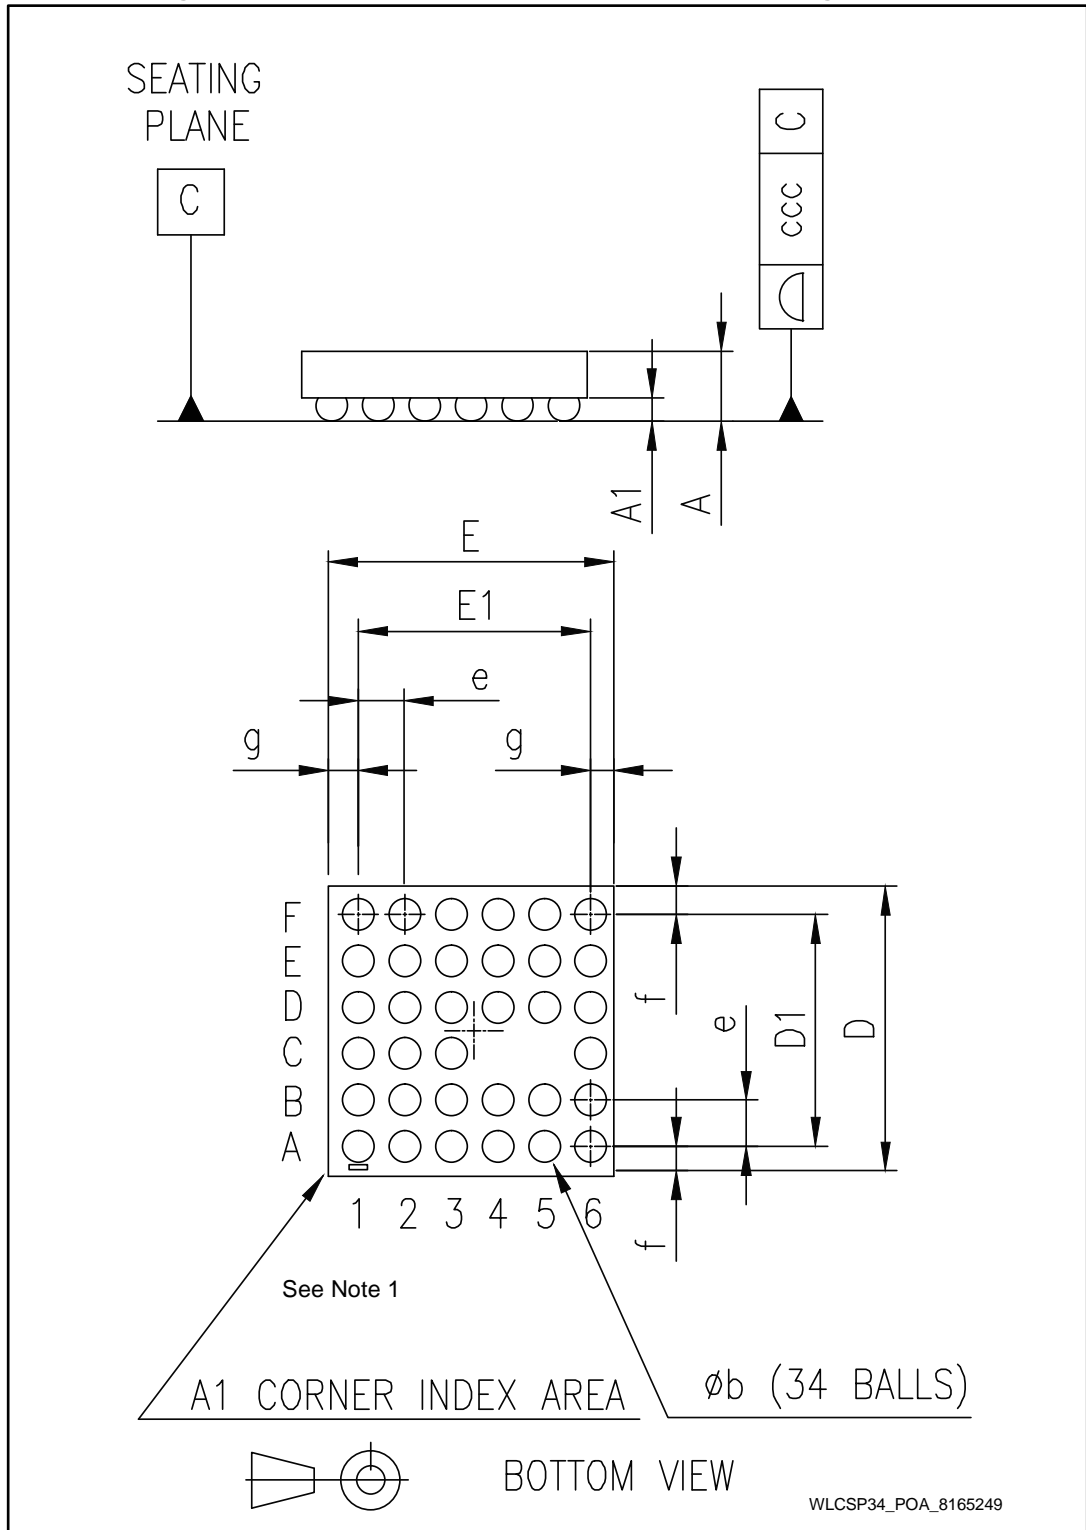 SEATING
PLANE
C
C
ccc
A1
A
E
E1
e
g
g
F
E
D
C
B
A
f
e
D1
D
f
1 2 3 4 5 6
See Note 1
A1 CORNER INDEX AREA
øb (34 BALLS)
BOTTOM VIEW
WLCSP34_POA_8165249